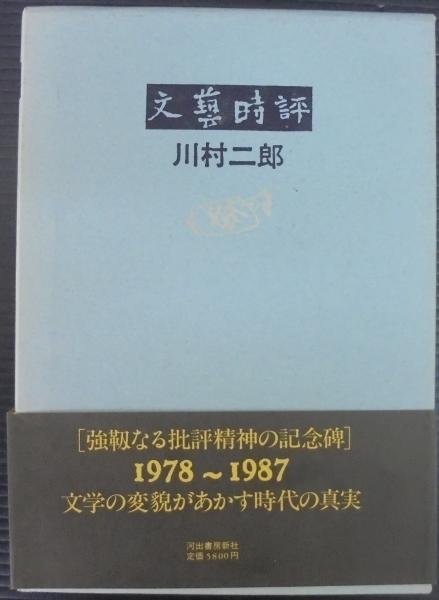 文藝時評
川村二郎
[強靱なる批評精神の記念碑]
1978〜1987
文学の変貌があかす時代の真実
河出書房新社
定価5800円